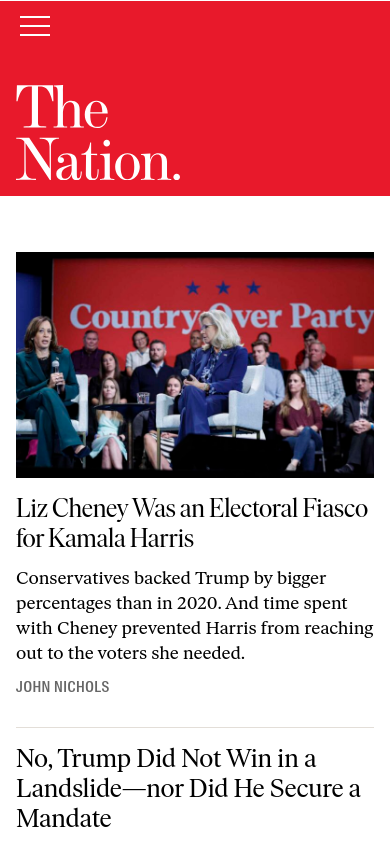 The
Nation.
Country Over Party
Liz Cheney Was an Electoral Fiasco
for Kamala Harris
Conservatives backed Trump by bigger
percentages than in 2020. And time spent
with Cheney prevented Harris from reaching
out to the voters she needed.
JOHN NICHOLS
No, Trump Did Not Win in a
Landslide—nor Did He Secure a
Mandate